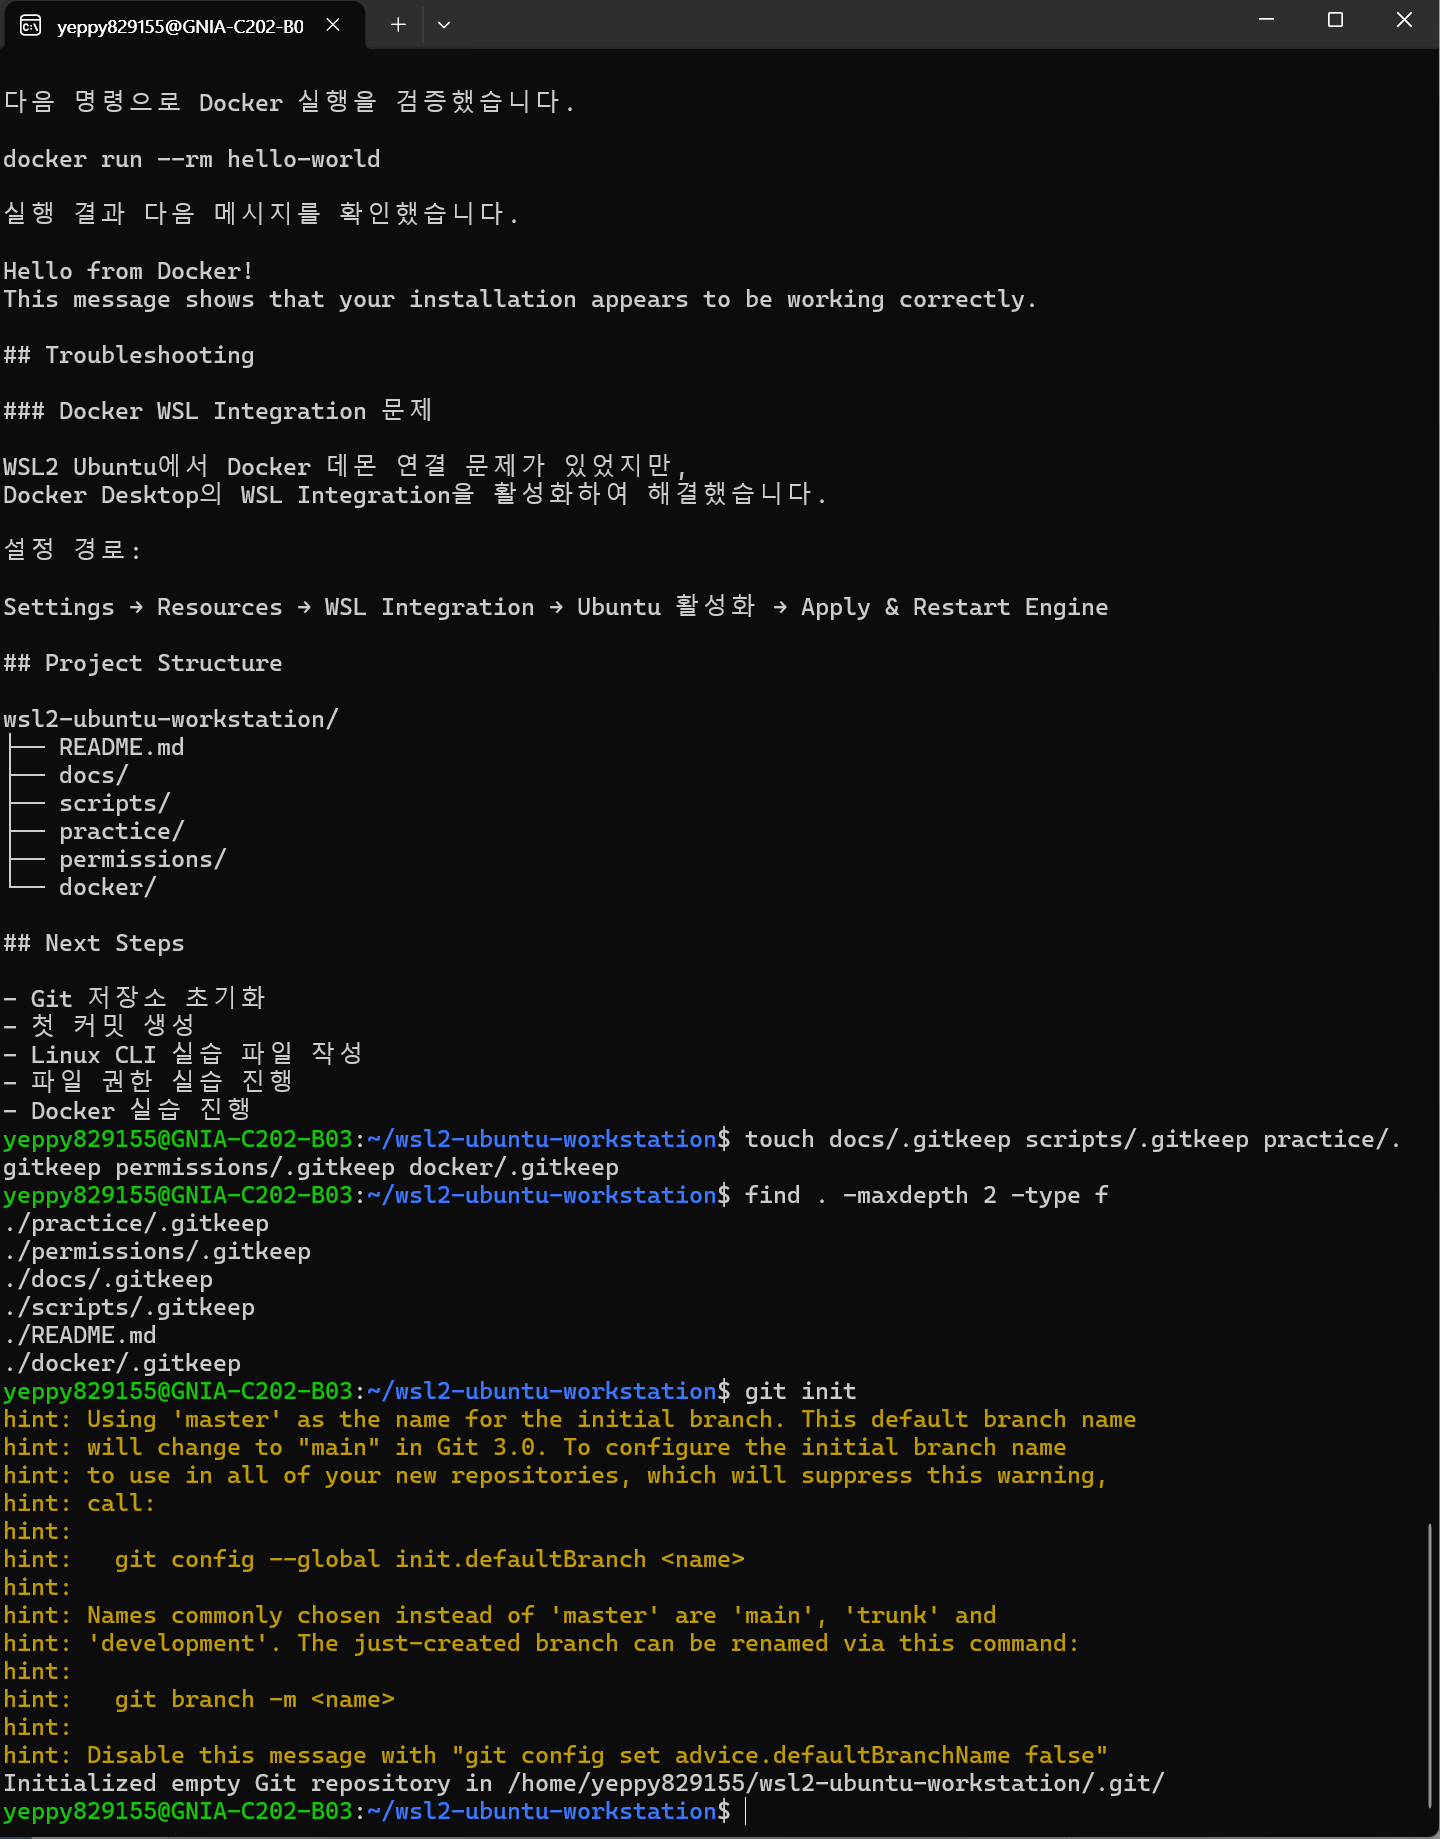 yeppy829155@GNIA-C202-B0
다음 명령으로 Docker 실행을 검증했습니다.
docker run --rm hello-world
실행 결과 다음 메시지를 확인했습니다.
Hello from Docker!
This message shows that your installation appears to be working correctly.
## Troubleshooting
### Docker WSL Integration 문제
WSL2 Ubuntu에서 Docker 데몬 연결 문제가 있었지만,
Docker Desktop의 WSL Integration을 활성화하여 해결했습니다.
설정 경로:
Settings → Resources → WSL Integration → Ubuntu 활성화 → Apply & Restart Engine
## Project Structure
wsl2-ubuntu-workstation/
├── README.md
├── docs/
├── scripts/
├── practice/
├── permissions/
└── docker/
## Next Steps
- Git 저장소 초기화
- 첫 커밋 생성
- Linux CLI 실습 파일 작성
- 파일 권한 실습 진행
- Docker 실습 진행
yeppy829155@GNIA-C202-B03:~/wsl2-ubuntu-workstation$ touch docs/.gitkeep scripts/.gitkeep practice/.
gitkeep permissions/.gitkeep docker/.gitkeep
yeppy829155@GNIA-C202-B03:~/wsl2-ubuntu-workstation$ find . -maxdepth 2 -type f
./practice/.gitkeep
./permissions/.gitkeep
./docs/.gitkeep
./scripts/.gitkeep
./README.md
./docker/.gitkeep
yeppy829155@GNIA-C202-B03:~/wsl2-ubuntu-workstation$ git init
hint: Using 'master' as the name for the initial branch. This default branch name
hint: will change to "main" in Git 3.0. To configure the initial branch name
hint: to use in all of your new repositories, which will suppress this warning,
hint: call:
hint:
hint:   git config --global init.defaultBranch <name>
hint:
hint: Names commonly chosen instead of 'master' are 'main', 'trunk' and
hint: 'development'. The just-created branch can be renamed via this command:
hint:
hint:   git branch -m <name>
hint:
hint: Disable this message with "git config set advice.defaultBranchName false"
Initialized empty Git repository in /home/yeppy829155/wsl2-ubuntu-workstation/.git/
yeppy829155@GNIA-C202-B03:~/wsl2-ubuntu-workstation$